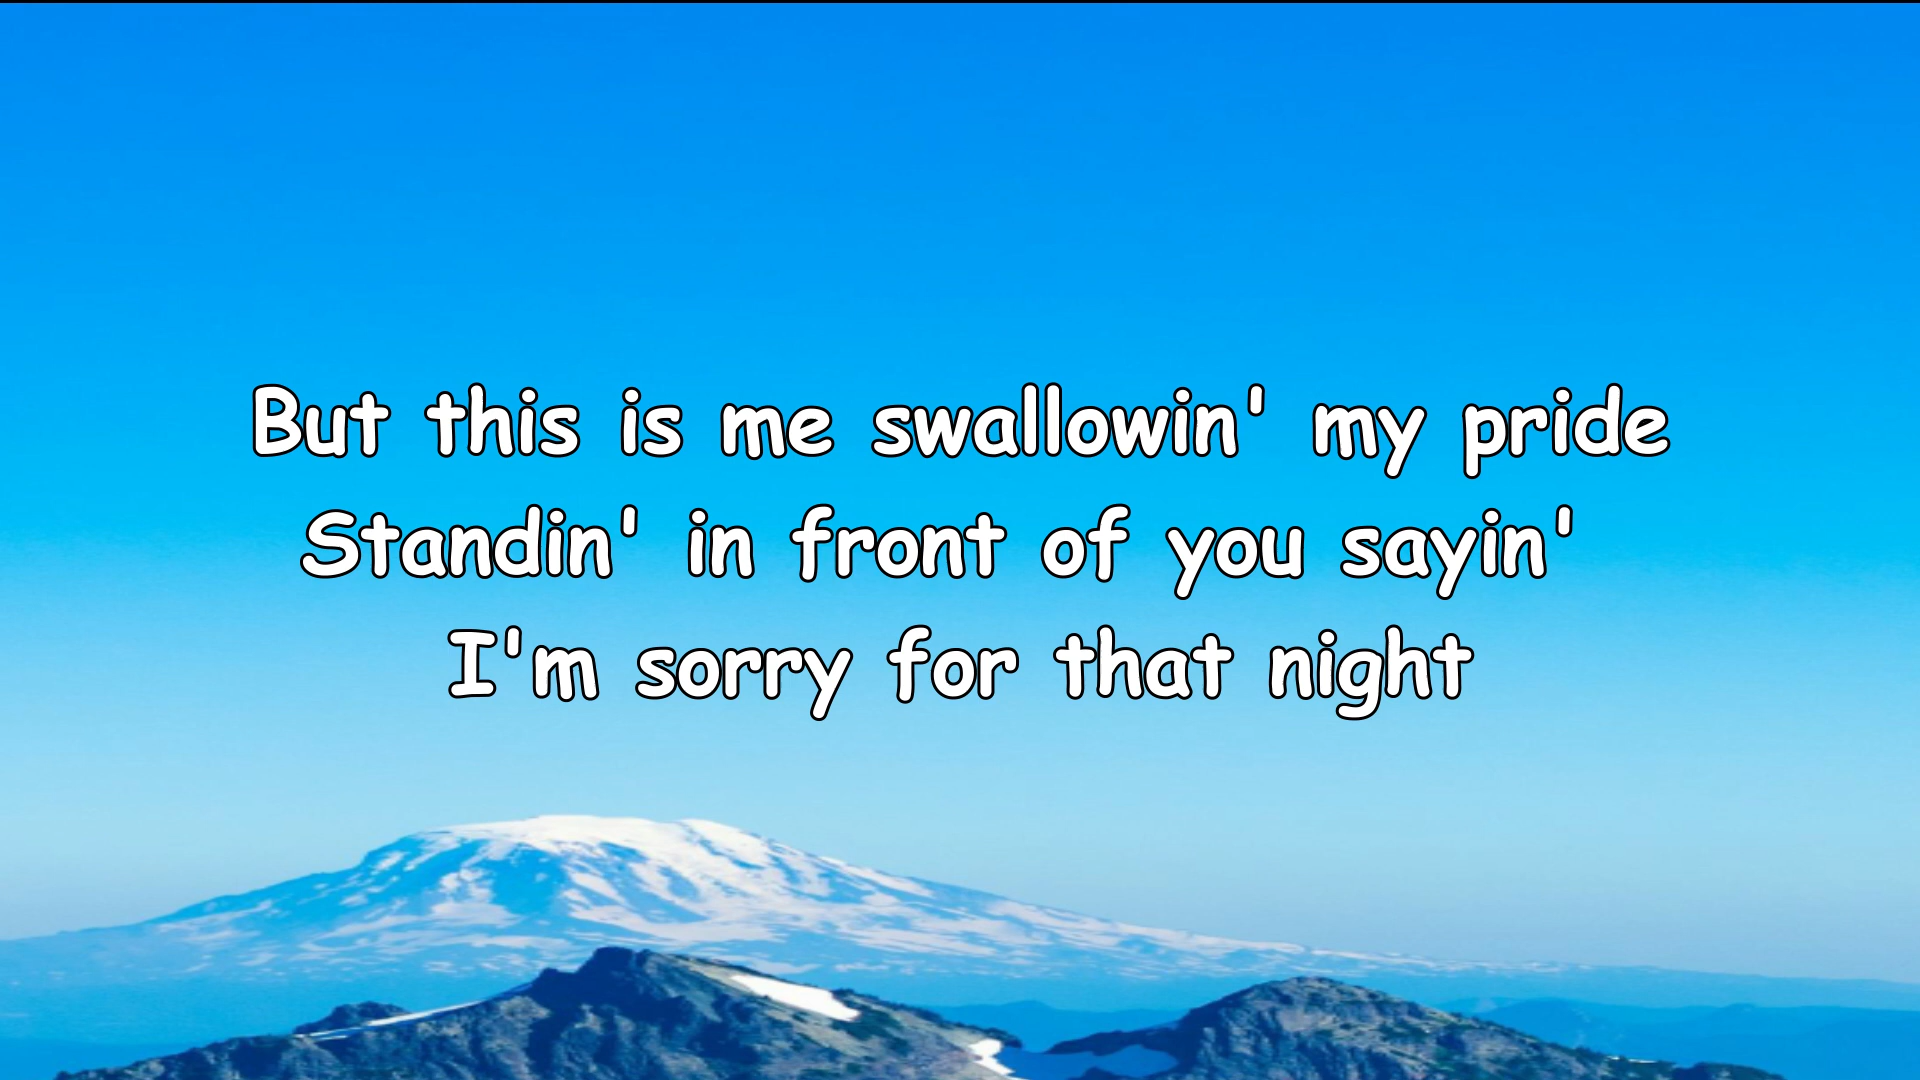 But this is me swallowin' my pride
Standin' in front of you sayin'
I'm sorry for that night